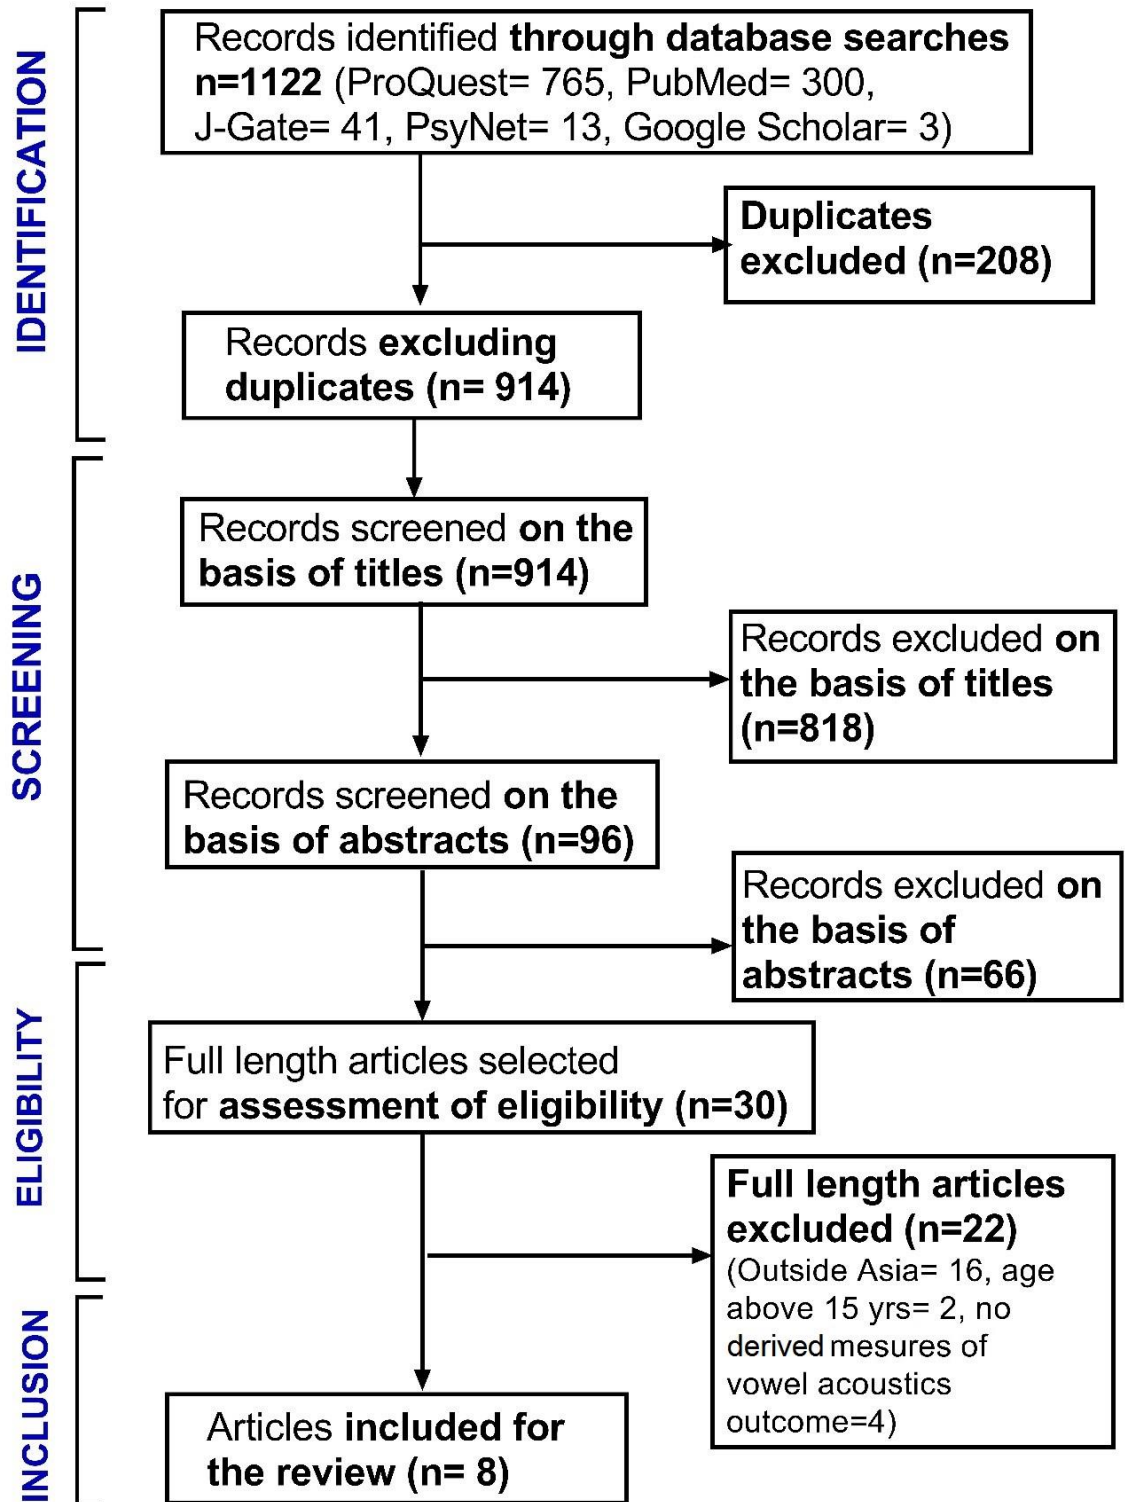 IDENTIFICATION
Records identified through database searches
n=1122 (ProQuest= 765, PubMed= 300,
J-Gate= 41, PsyNet= 13, Google Scholar= 3)
Duplicates
excluded (n=208)
Records excluding
duplicates (n= 914)
SCREENING
Records screened on the
basis of titles (n=914)
Records excluded on
the basis of titles
(n=818)
Records screened on the
basis of abstracts (n=96)
Records excluded on
the basis of
abstracts (n=66)
ELIGIBILITY
Full length articles selected
for assessment of eligibility (n=30)
Full length articles
excluded (n=22)
(Outside Asia= 16, age
above 15 yrs= 2, no
derived mesures of
vowel acoustics
outcome=4)
INCLUSION
Articles included for
the review (n= 8)